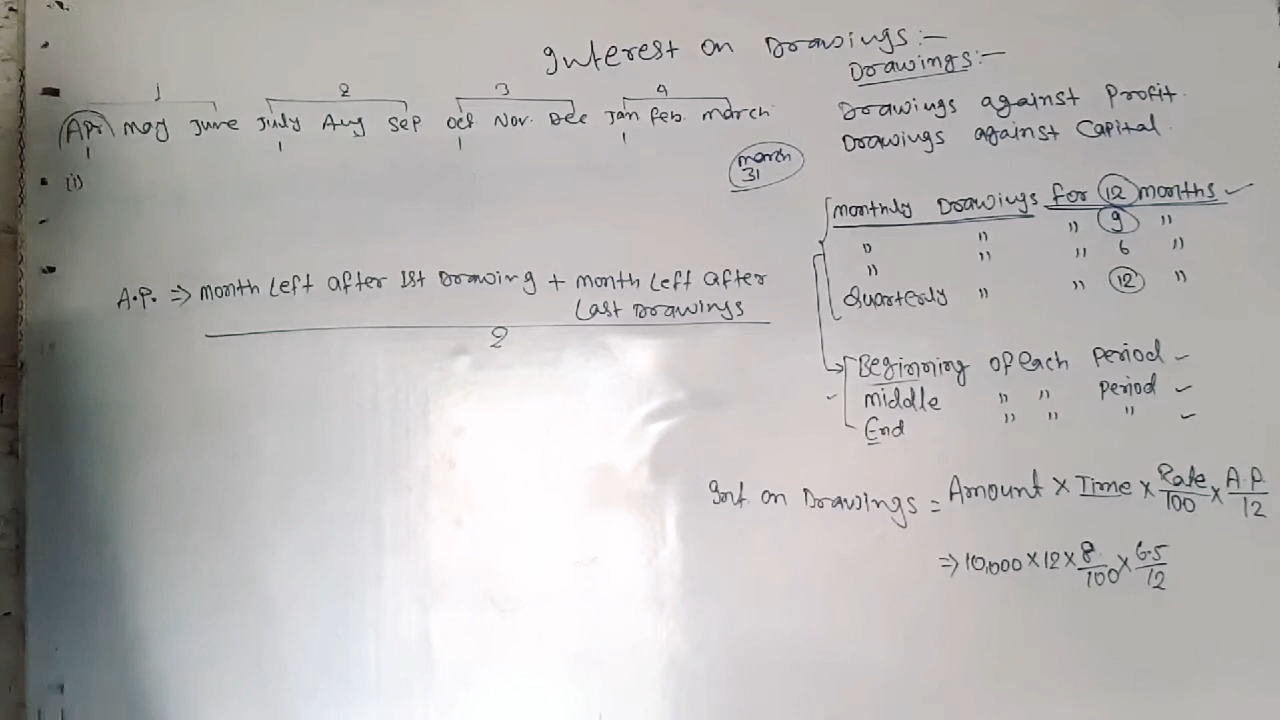 Interest on Drawings :-
1 2 3 4
Apr May June July Aug Sep Oct Nov. Dec Jan Feb. March
1 1 1 1
(i)
March
31
A.P. ⇒ month Left after 1st Drawing + month Left after
Last Drawings
2
Drawings :-
Drawings against Profit.
Drawings against Capital.
Monthly Drawings for 12 months ✓
" " " 9 "
" " " 6 "
Quarterly " " 12 "
Beginning of each Period -
middle " " Period -
End " " " -
Int. on Drawings = Amount × Time × Rate/100 × A.P./12
⇒ 10,000 × 12 × 8/100 × 6.5/12